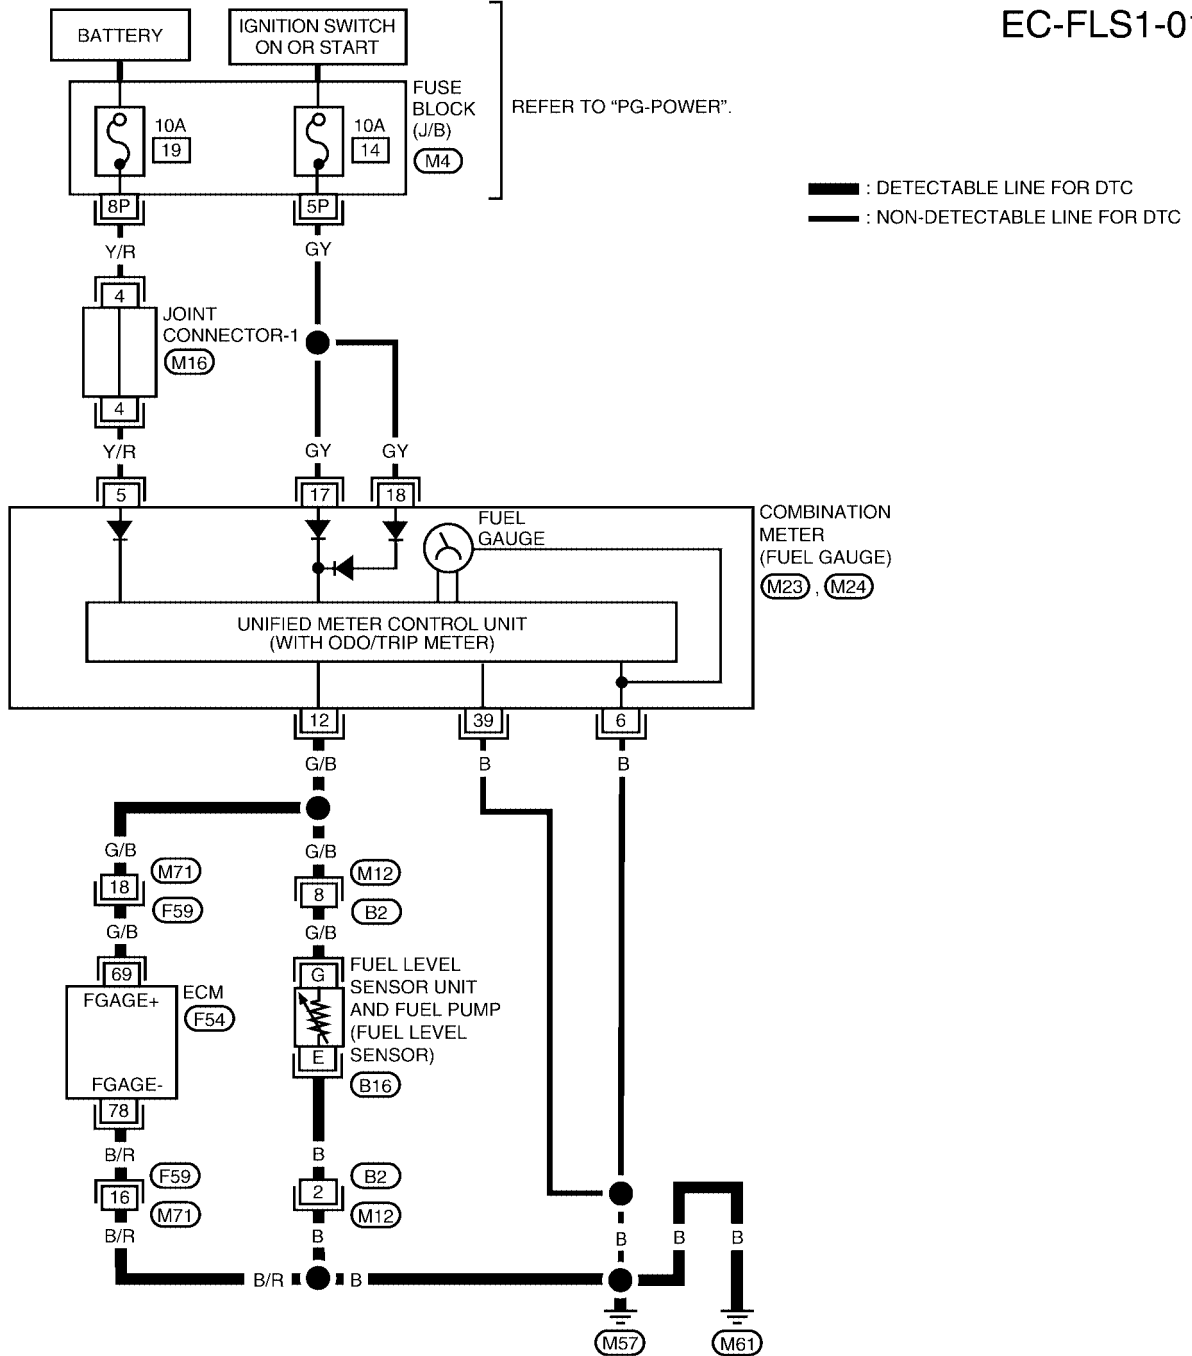 EC-FLS1-01
BATTERY
IGNITION SWITCH
ON OR START
FUSE
BLOCK
(J/B)
M4
REFER TO “PG-POWER”.
10A
19
10A
14
: DETECTABLE LINE FOR DTC
: NON-DETECTABLE LINE FOR DTC
8P
5P
Y/R
GY
4
JOINT
CONNECTOR-1
M16
4
Y/R
GY
GY
5
17
18
FUEL
GAUGE
COMBINATION
METER
(FUEL GAUGE)
M23 , M24
UNIFIED METER CONTROL UNIT
(WITH ODO/TRIP METER)
12
39
6
G/B
B
B
G/B
G/B
M71
M12
18
8
F59
B2
G/B
G/B
69
G
FGAGE+
ECM
F54
FUEL LEVEL
SENSOR UNIT
AND FUEL PUMP
(FUEL LEVEL
SENSOR)
E
B16
FGAGE-
78
B/R
B
F59
B2
16
2
M71
M12
B/R
B
B
B
B
B/R
B
M57
M61